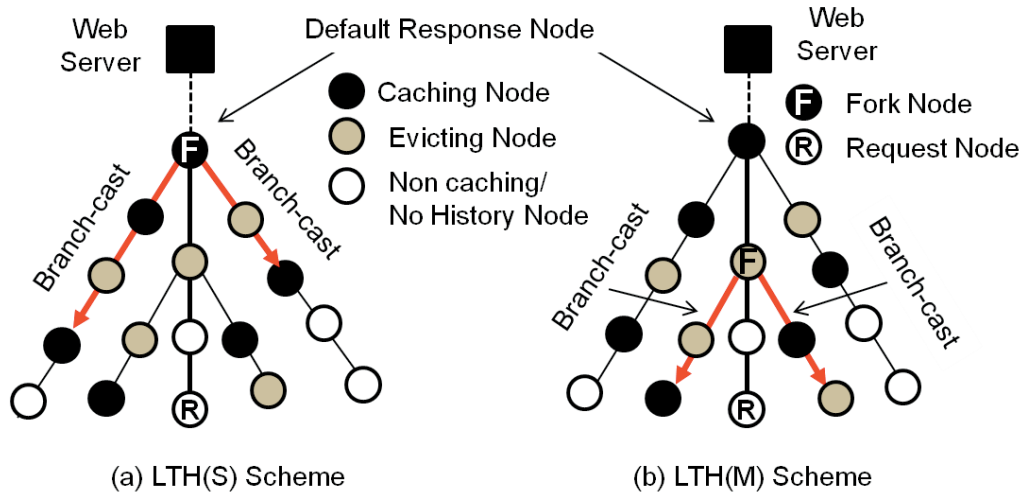 Web
Server
Default Response Node
Web
Server
Caching Node
Evicting Node
Non caching/
No History Node
F
Fork Node
R
Request Node
F
Branch-cast
Branch-cast
R
(a) LTH(S) Scheme
F
Branch-cast
Branch-cast
R
(b) LTH(M) Scheme